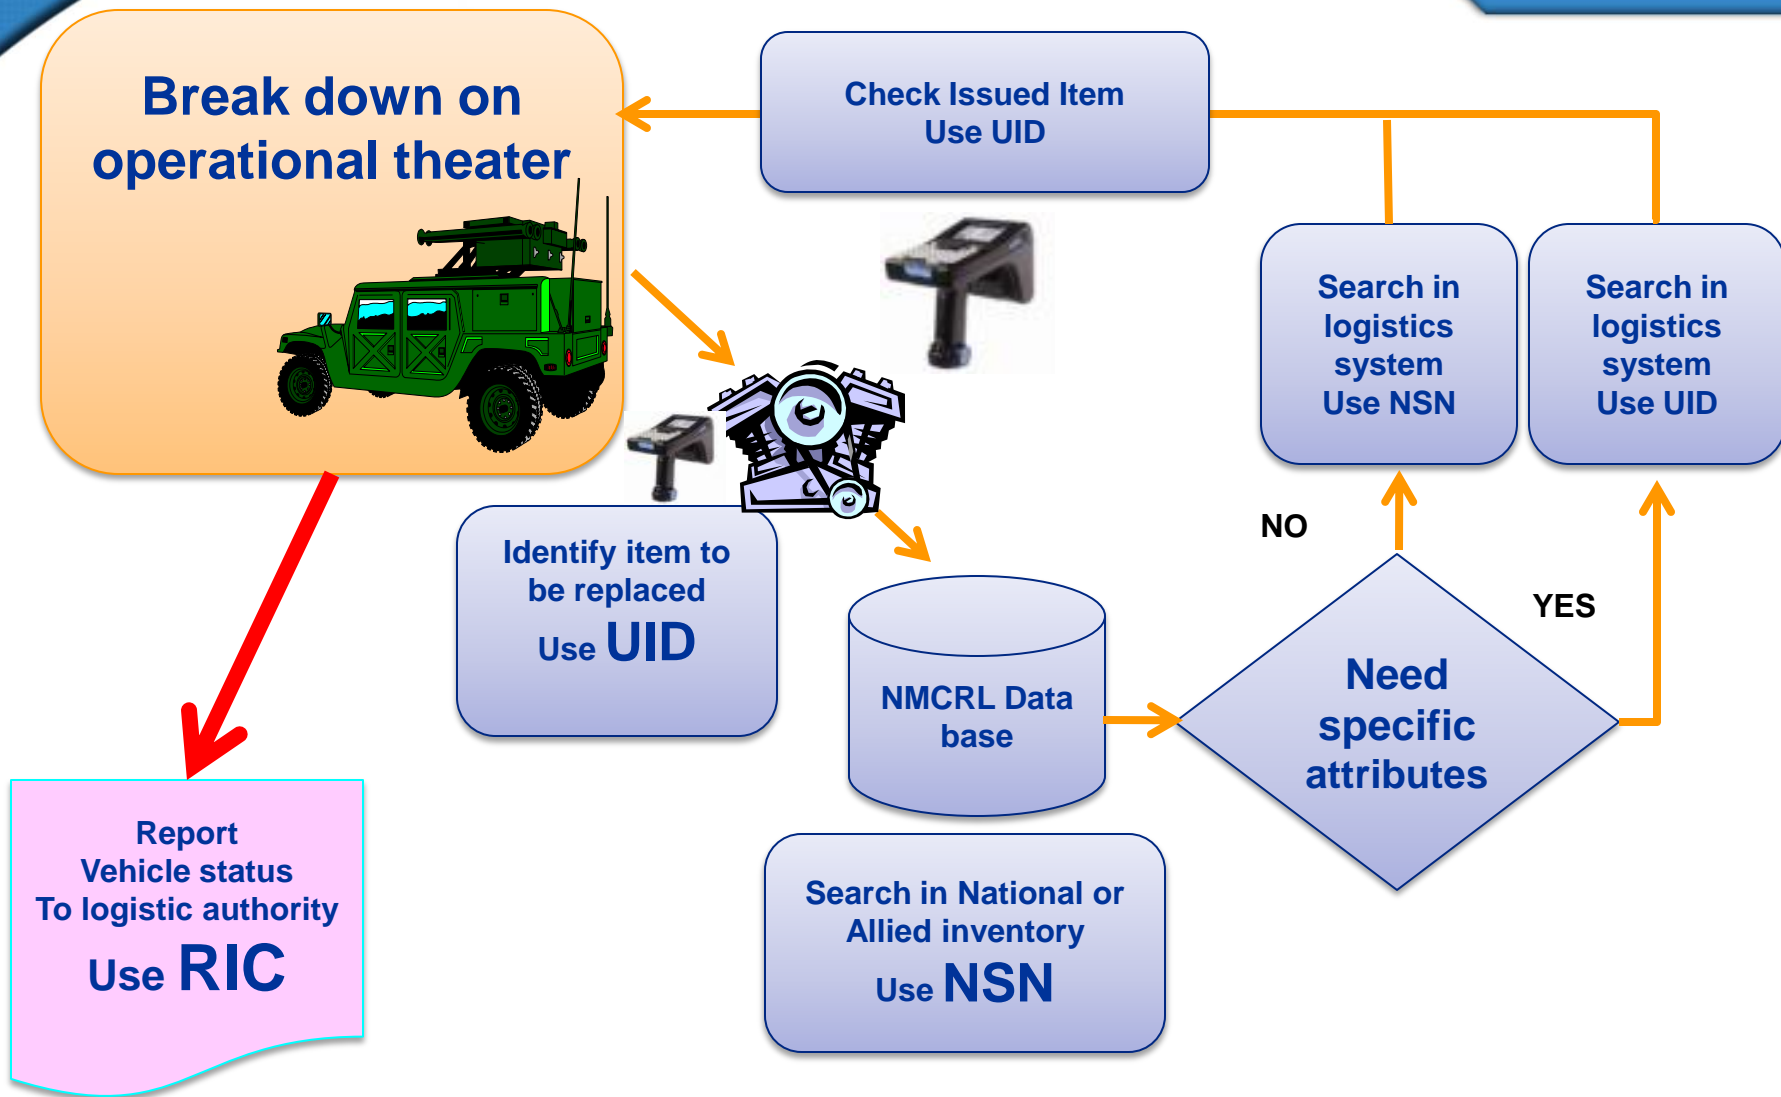 Break down on
operational theater
Check Issued Item
Use UID
Search in
logistics
system
Use NSN
Search in
logistics
system
Use UID
NO
YES
Identify item to
be replaced
Use UID
NMCRL Data
base
Need
specific
attributes
Report
Vehicle status
To logistic authority
Use RIC
Search in National or
Allied inventory
Use NSN